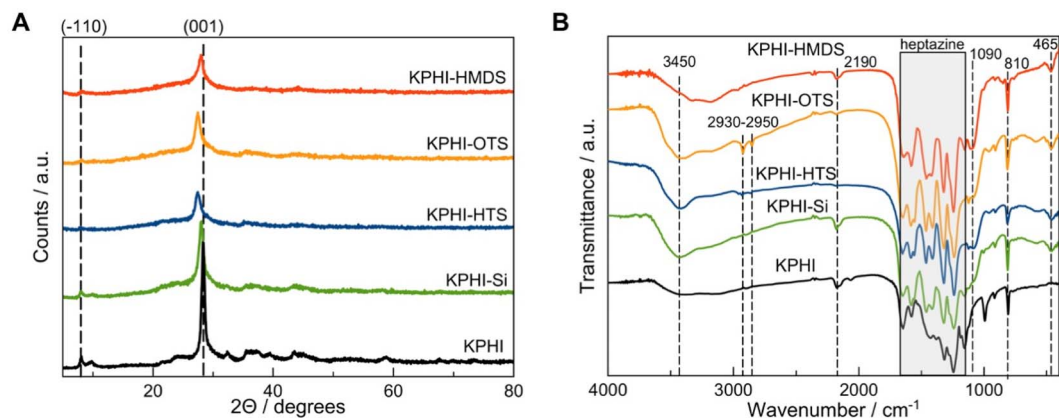 A
(-110)
(001)
KPHI-HMDS
KPHI-OTS
KPHI-HTS
KPHI-Si
KPHI
Counts / a.u.
20
40
60
80
2Θ / degrees
B
KPHI-HMDS
heptazine
3450
2190
1090
465
810
KPHI-OTS
2930-2950
KPHI-HTS
KPHI-Si
KPHI
Transmittance / a.u.
4000
3000
2000
1000
Wavenumber / cm⁻¹